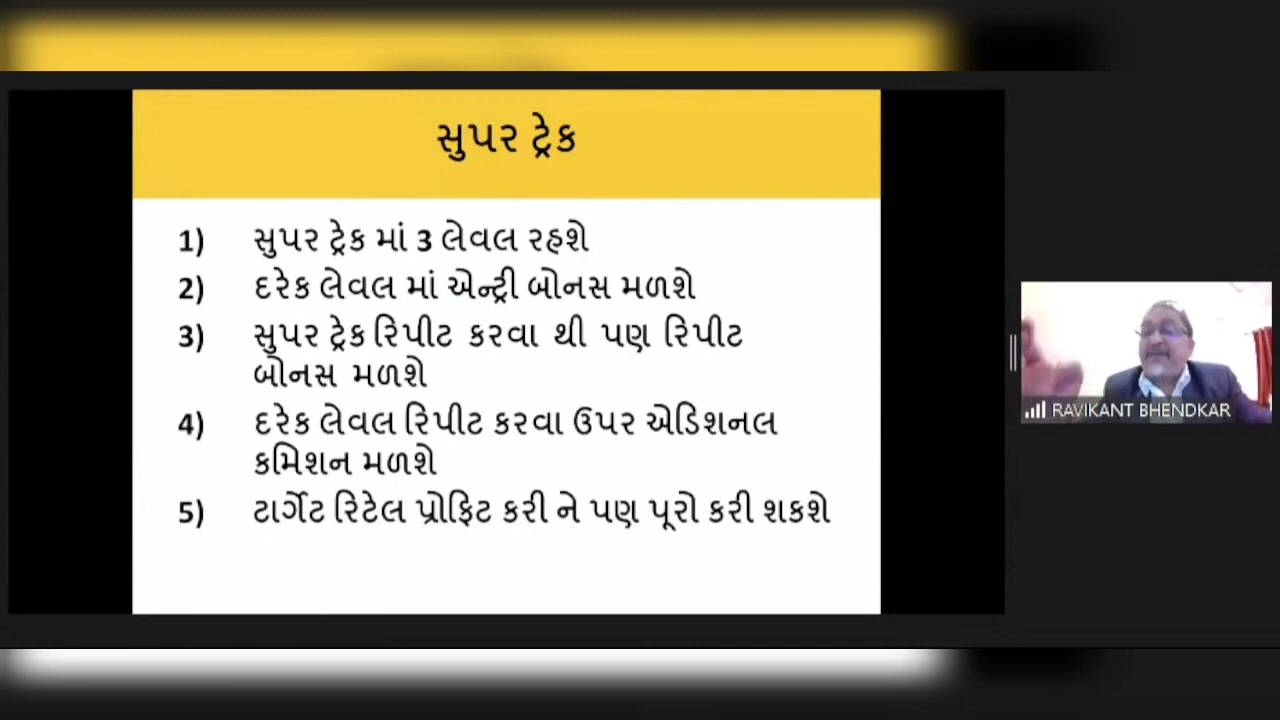 સુપર ટ્રેક
1) સુપર ટ્રેક માં 3 લેવલ રહશે
2) દરેક લેવલ માં એન્ટ્રી બોનસ મળશે
3) સુપર ટ્રેક રિપીટ કરવા થી પણ રિપીટ
બોનસ મળશે
4) દરેક લેવલ રિપીટ કરવા ઉપર એડિશનલ
કમિશન મળશે
5) ટાર્ગેટ રિટેલ પ્રોફિટ કરી ને પણ પૂરો કરી શકશે
RAVIKANT BHENDKAR